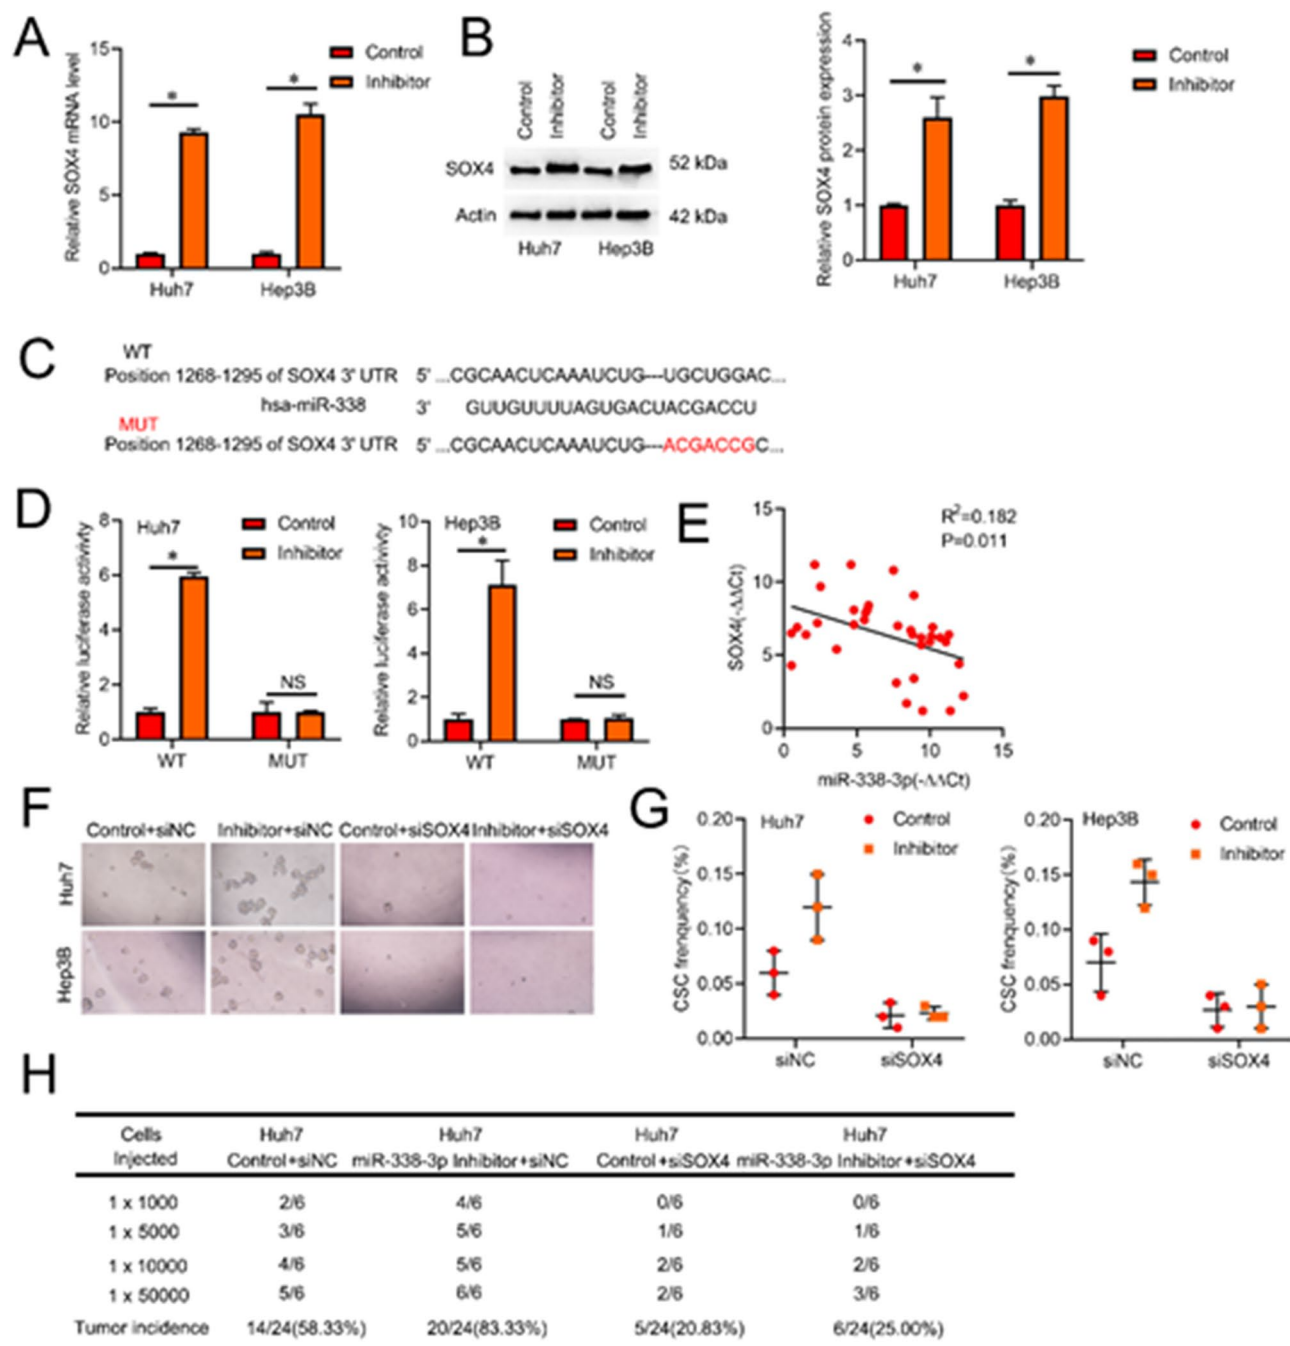 A
Relative SOX4 mRNA level
15
10
5
0
*
*
Control
Inhibitor
Huh7
Hep3B
B
Control
Inhibitor
Control
Inhibitor
SOX4
52 kDa
Actin
42 kDa
Huh7
Hep3B
Relative SOX4 protein expression
4
3
2
1
0
*
*
Control
Inhibitor
Huh7
Hep3B
C
WT
Position 1268-1295 of SOX4 3' UTR 5' ...CGCAACUCAAAUCUG---UGCUGGAC...
hsa-miR-338 3' GUUGUUUUAGUGACUACGACCU
MUT
Position 1268-1295 of SOX4 3' UTR 5' ...CGCAACUCAAAUCUG---ACGACCGC...
D
Relative luciferase activivty
8
6
4
2
0
Huh7
*
NS
Control
Inhibitor
WT
MUT
Relative luciferase activivty
10
8
6
4
2
0
Hep3B
*
NS
Control
Inhibitor
WT
MUT
E
SOX4(-ΔΔCt)
15
10
5
0
R²=0.182
P=0.011
0
5
10
15
miR-338-3p(-ΔΔCt)
F
Control+siNC Inhibitor+siNC Control+siSOX4 Inhibitor+siSOX4
Huh7
Hep3B
G
CSC frenquency(%)
0.20
0.15
0.10
0.05
0.00
Huh7
Control
Inhibitor
siNC
siSOX4
CSC frenquency(%)
0.20
0.15
0.10
0.05
0.00
Hep3B
Control
Inhibitor
siNC
siSOX4
H
Cells Huh7 Huh7 Huh7 Huh7
Injected Control+siNC miR-338-3p Inhibitor+siNC Control+siSOX4 miR-338-3p Inhibitor+siSOX4
1 x 1000 2/6 4/6 0/6 0/6
1 x 5000 3/6 5/6 1/6 1/6
1 x 10000 4/6 5/6 2/6 2/6
1 x 50000 5/6 6/6 2/6 3/6
Tumor incidence 14/24(58.33%) 20/24(83.33%) 5/24(20.83%) 6/24(25.00%)